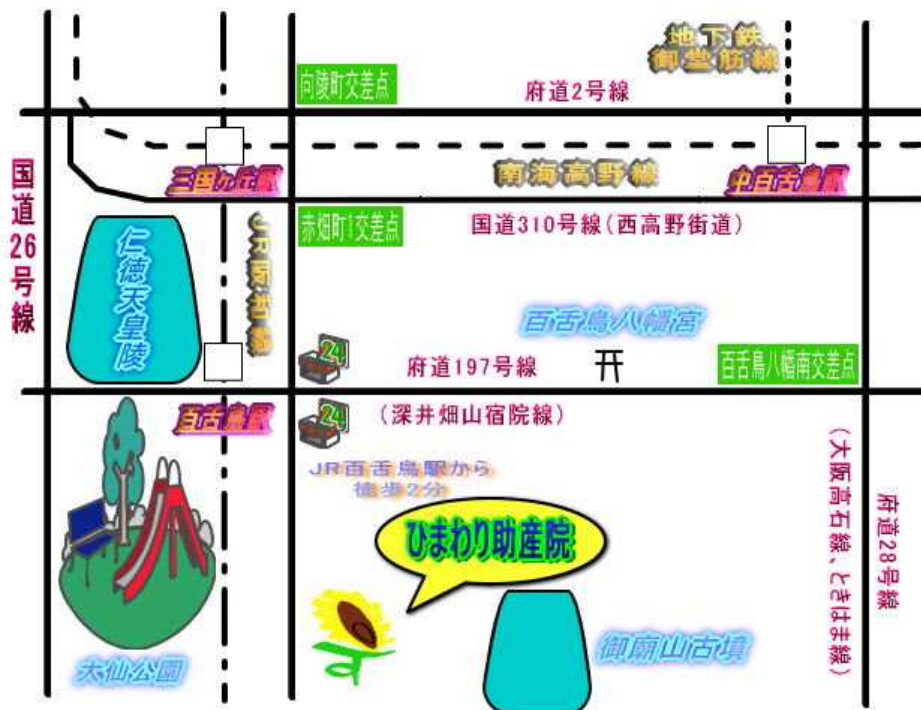 地下鉄
御堂筋線
向陵町交差点
府道2号線
三国ヶ丘駅
南海高野線
中百舌鳥駅
国道26号線
赤畑町1交差点
国道310号線(西高野街道)
仁徳天皇陵
JR阪和線
百舌鳥八幡宮
24
府道197号線
百舌鳥八幡南交差点
百舌鳥駅
24
(深井畑山宿院線)
JR百舌鳥駅から
徒歩2分
ひまわり助産院
(大阪高石線、ときはま線)
府道28号線
大仙公園
す
御廟山古墳